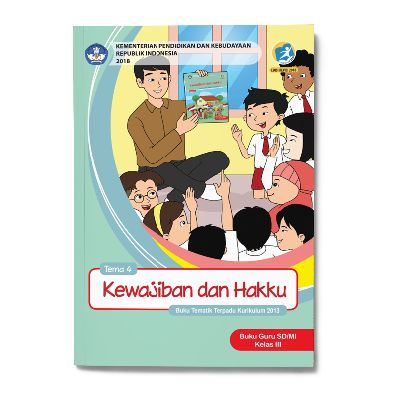 KEMENTERIAN PENDIDIKAN DAN KEBUDAYAAN
REPUBLIK INDONESIA
2018
Tema 4
Kewajiban dan Hakku
Buku Tematik Terpadu Kurikulum 2013
Buku Guru SD/MI
Kelas III